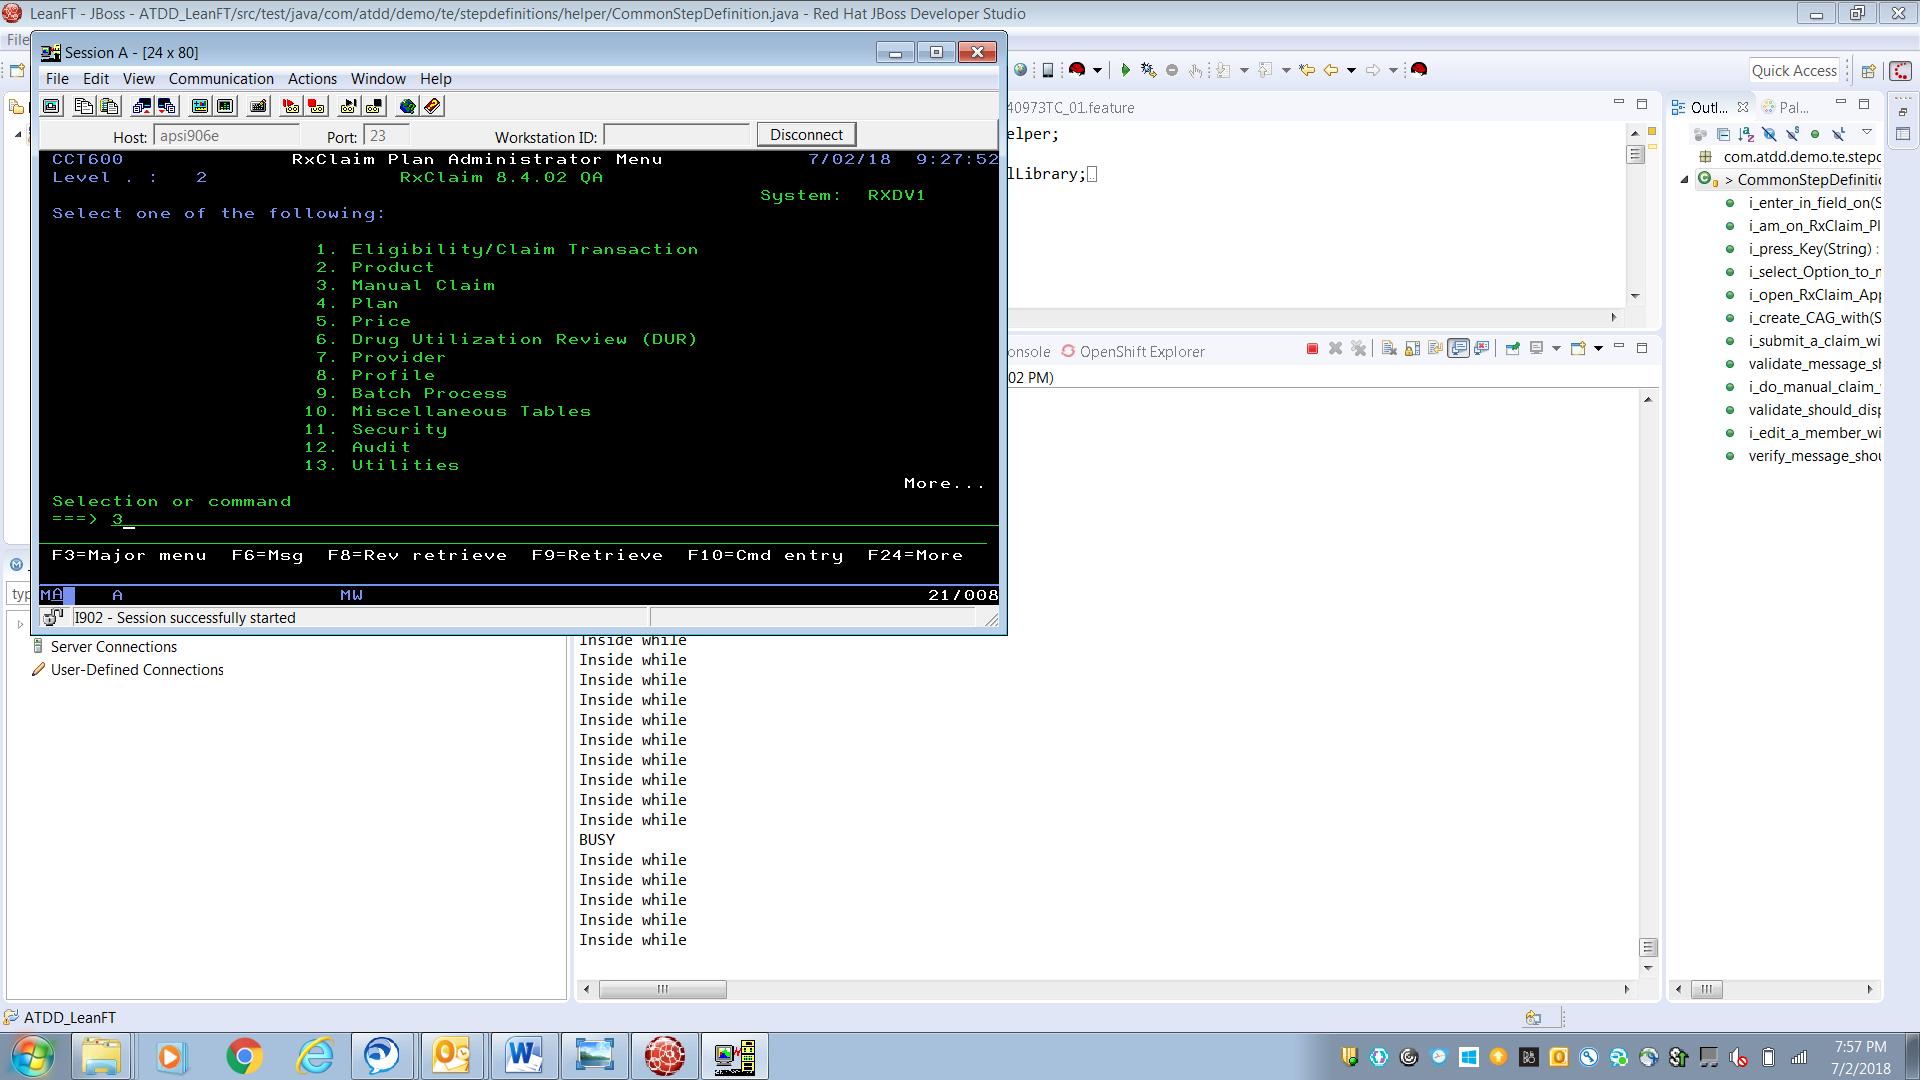 LeanFT - JBoss - ATDD_LeanFT/src/test/java/com/atdd/demo/te/stepdefinitions/helper/CommonStepDefinition.java - Red Hat JBoss Developer Studio
File
Session A - [24 x 80]
File Edit View Communication Actions Window Help
Host: apsi906e Port: 23 Workstation ID: Disconnect
CCT600 RxClaim Plan Administrator Menu 7/02/18 9:27:52
Level . : 2 RxClaim 8.4.02 QA
System: RXDV1
Select one of the following:
1. Eligibility/Claim Transaction
2. Product
3. Manual Claim
4. Plan
5. Price
6. Drug Utilization Review (DUR)
7. Provider
8. Profile
9. Batch Process
10. Miscellaneous Tables
11. Security
12. Audit
13. Utilities
More...
Selection or command
===> 3
F3=Major menu F6=Msg F8=Rev retrieve F9=Retrieve F10=Cmd entry F24=More
MA A MW 21/008
I902 - Session successfully started
Quick Access
40973TC_01.feature
elper;
lLibrary;
onsole OpenShift Explorer
02 PM)
Outl... Pal...
com.atdd.demo.te.stepc
> CommonStepDefinitic
i_enter_in_field_on(S
i_am_on_RxClaim_Pl
i_press_Key(String) :
i_select_Option_to_n
i_open_RxClaim_App
i_create_CAG_with(S
i_submit_a_claim_wi
validate_message_sh
i_do_manual_claim_
validate_should_disp
i_edit_a_member_wi
verify_message_shou
typ
Server Connections
User-Defined Connections
Inside while
Inside while
Inside while
Inside while
Inside while
Inside while
Inside while
Inside while
Inside while
Inside while
BUSY
Inside while
Inside while
Inside while
Inside while
Inside while
ATDD_LeanFT
7:57 PM
7/2/2018